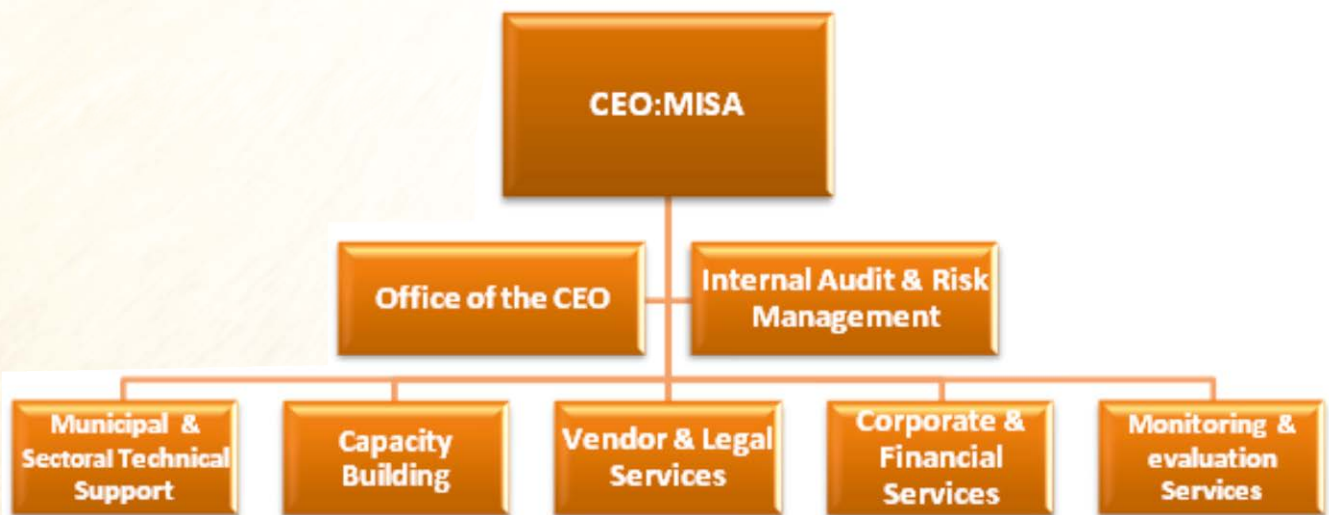 CEO:MISA
Office of the CEO
Internal Audit & Risk
Management
Municipal &
Sectoral Technical
Support
Capacity
Building
Vendor & Legal
Services
Corporate &
Financial
Services
Monitoring &
evaluation
Services